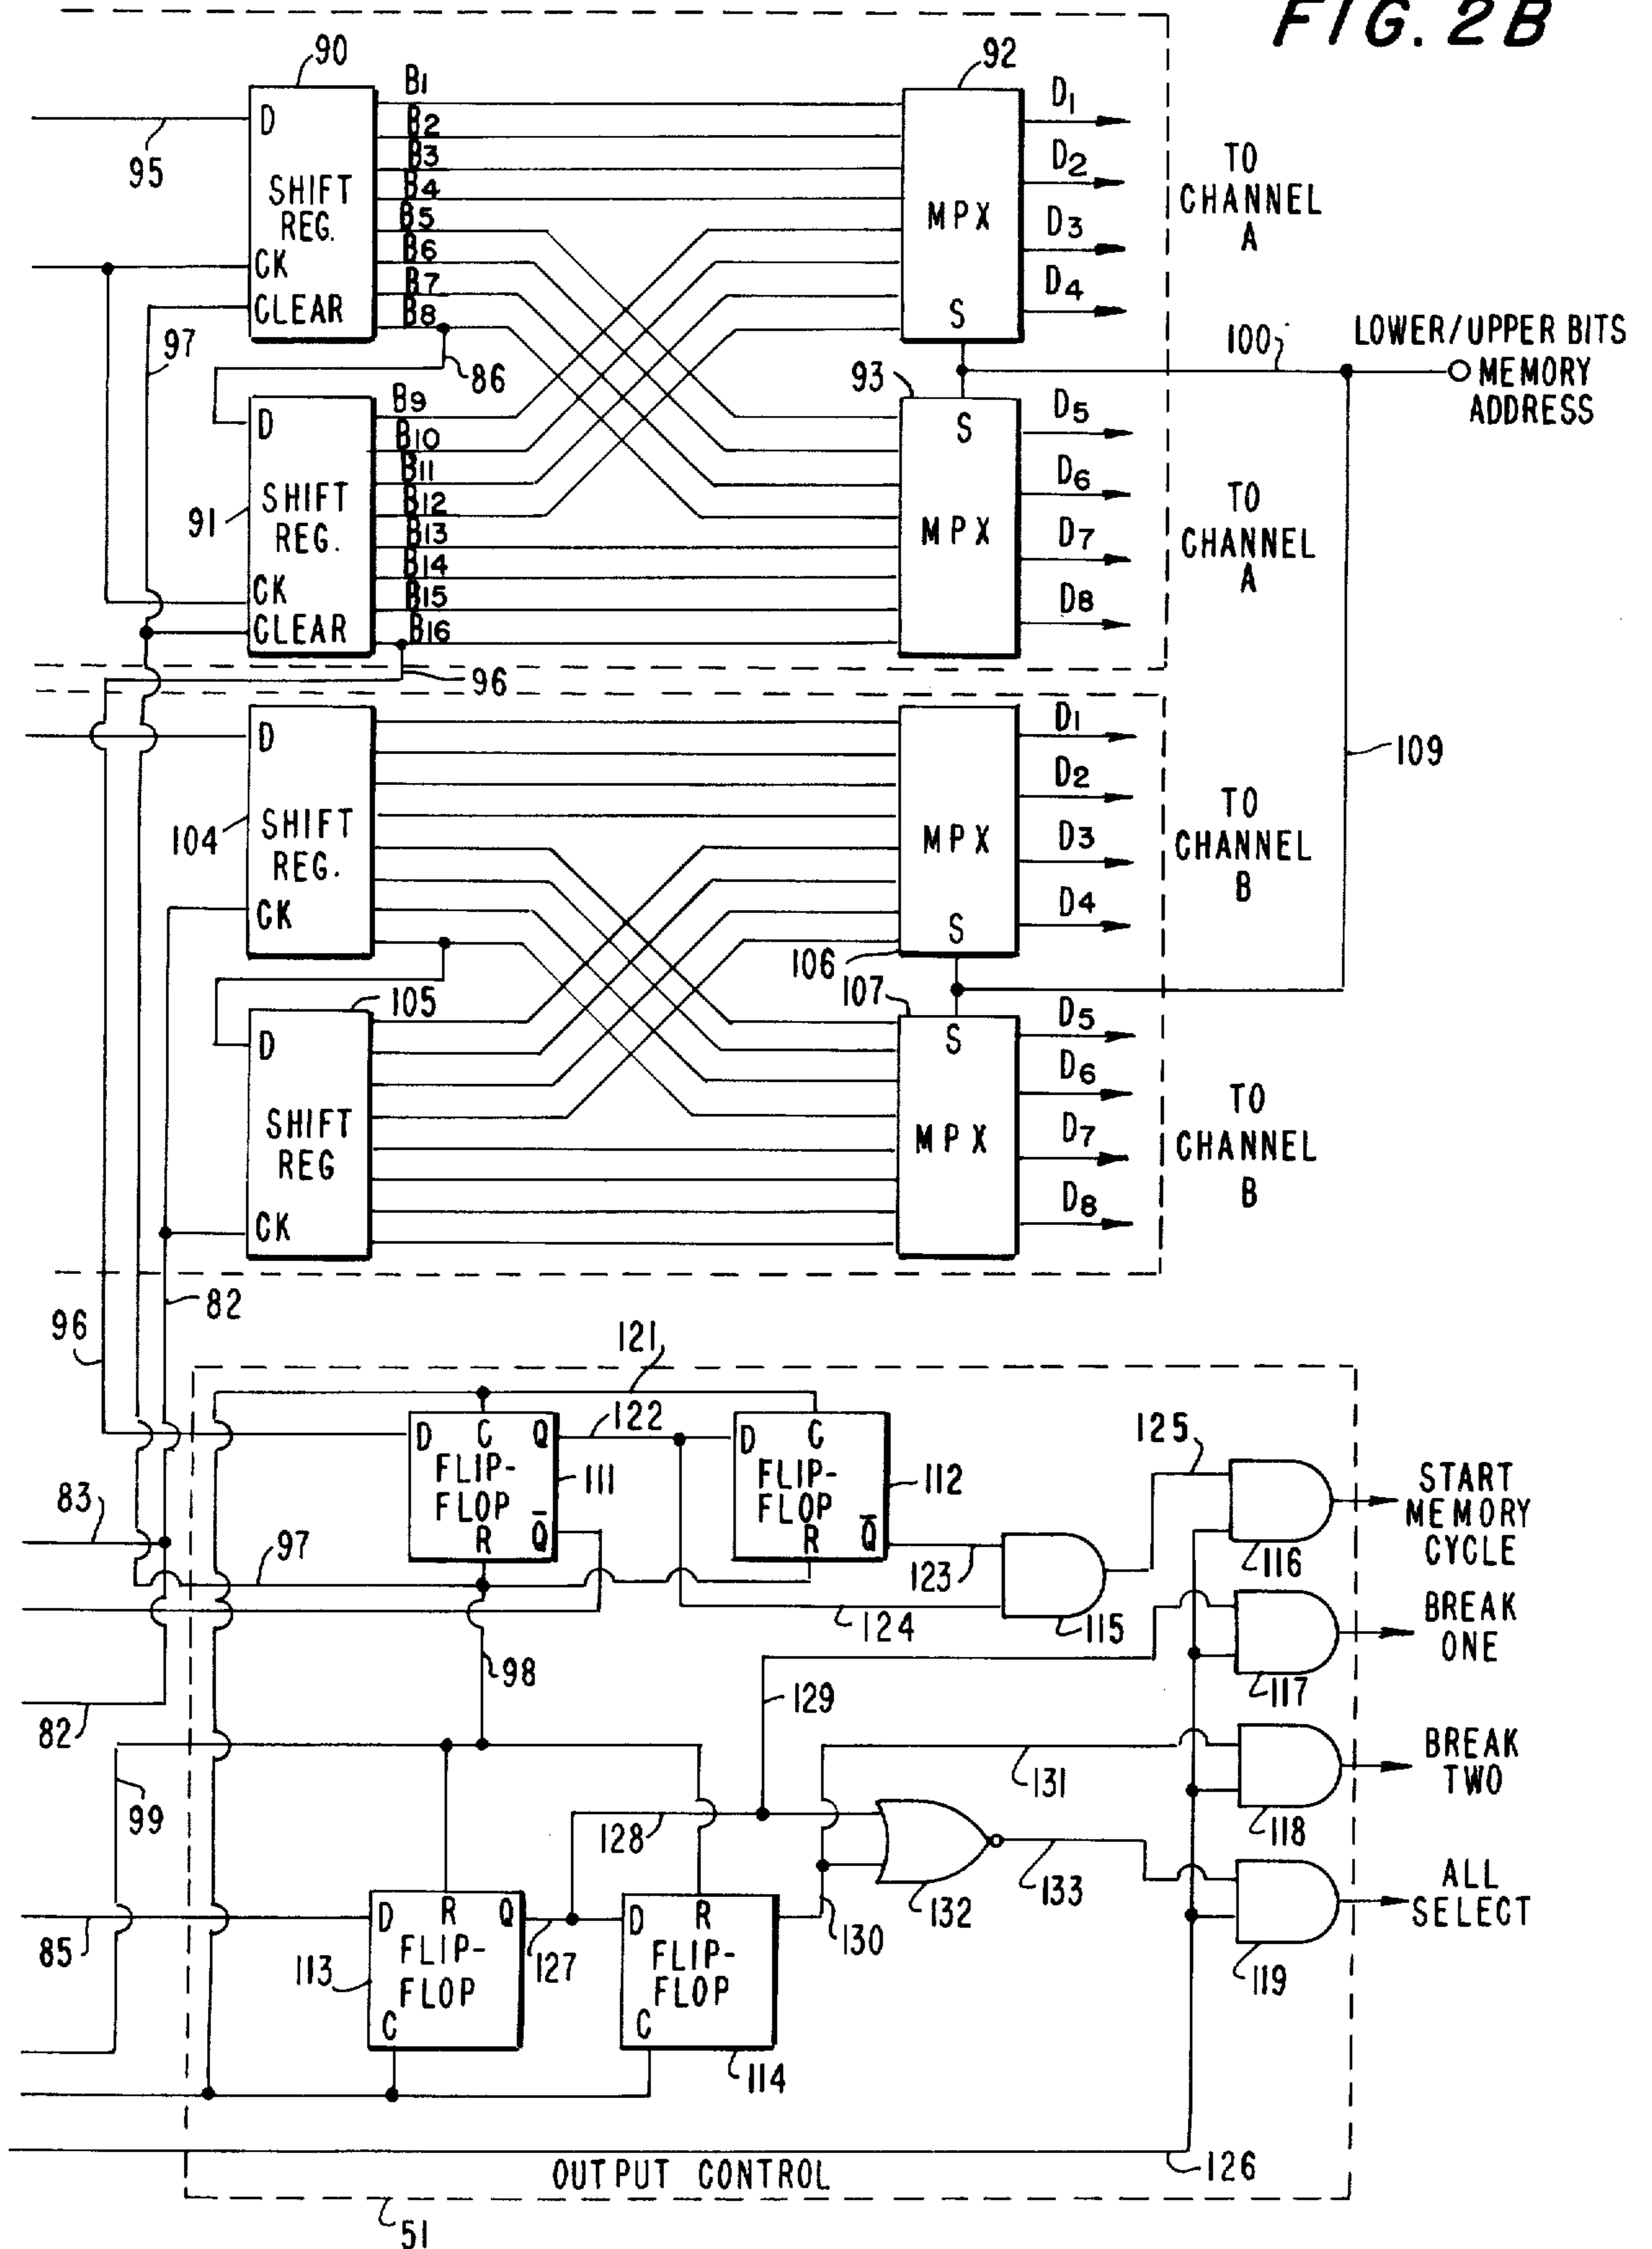 FIG. 2B
90
92
95
D
SHIFT
REG.
CK
CLEAR
B1
B2
B3
B4
B5
B6
B7
B8
MPX
S
D1
D2
D3
D4
TO
CHANNEL
A
97
86
93
100
LOWER/UPPER BITS
MEMORY
ADDRESS
91
D
SHIFT
REG.
CK
CLEAR
B9
B10
B11
B12
B13
B14
B15
B16
S
MPX
D5
D6
D7
D8
TO
CHANNEL
A
96
109
104
D
SHIFT
REG.
CK
MPX
S
D1
D2
D3
D4
TO
CHANNEL
B
106
105
107
D
SHIFT
REG
CK
S
MPX
D5
D6
D7
D8
TO
CHANNEL
B
82
96
121
D
C
Q
FLIP-
FLOP
R
Q̄
111
122
D
C
FLIP-
FLOP
R
Q̄
112
125
116
START
MEMORY
CYCLE
83
97
123
124
115
117
BREAK
ONE
98
82
129
99
128
131
118
BREAK
TWO
132
133
119
ALL
SELECT
85
113
D
R
Q
FLIP-
FLOP
C
127
D
R
FLIP-
FLOP
C
114
130
126
OUTPUT CONTROL
51